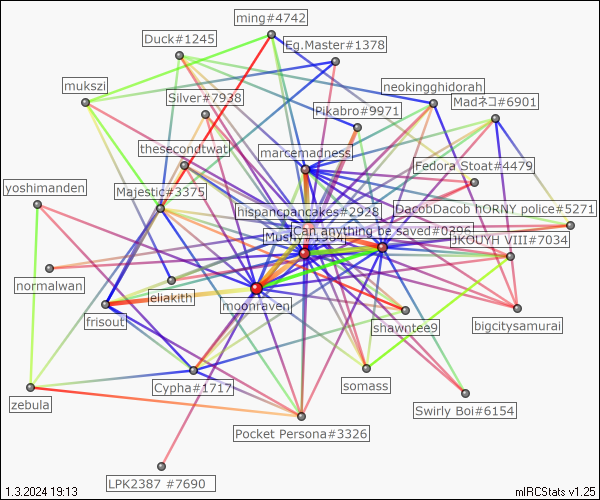 ming#4742
Duck#1245
Eg.Master#1378
mukszi
neokingghidorah
Silver#7938
Madネコ#6901
Pikabro#9971
thesecondtwat
marcemadness
Fedora Stoat#4479
yoshimanden
Majestic#3375
hispancpancakes#2928
DacobDacob hORNY police#5271
Can anything be saved#0396
JKOUYH VIII#7034
normalwan
eliakith
moonraven
frisout
shawntee9
bigcitysamurai
Cypha#1717
somass
zebula
Swirly Boi#6154
Pocket Persona#3326
LPK2387 #7690
1.3.2024 19:13
mIRCStats v1.25